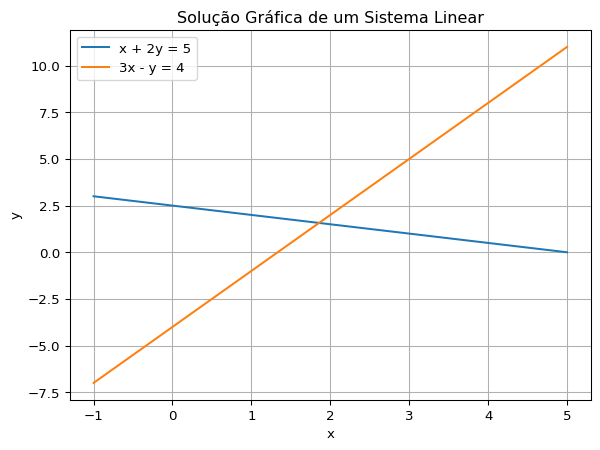 Solução Gráfica de um Sistema Linear
x + 2y = 5
3x - y = 4
10.0
7.5
5.0
2.5
0.0
−2.5
−5.0
−7.5
y
−1 0 1 2 3 4 5
x